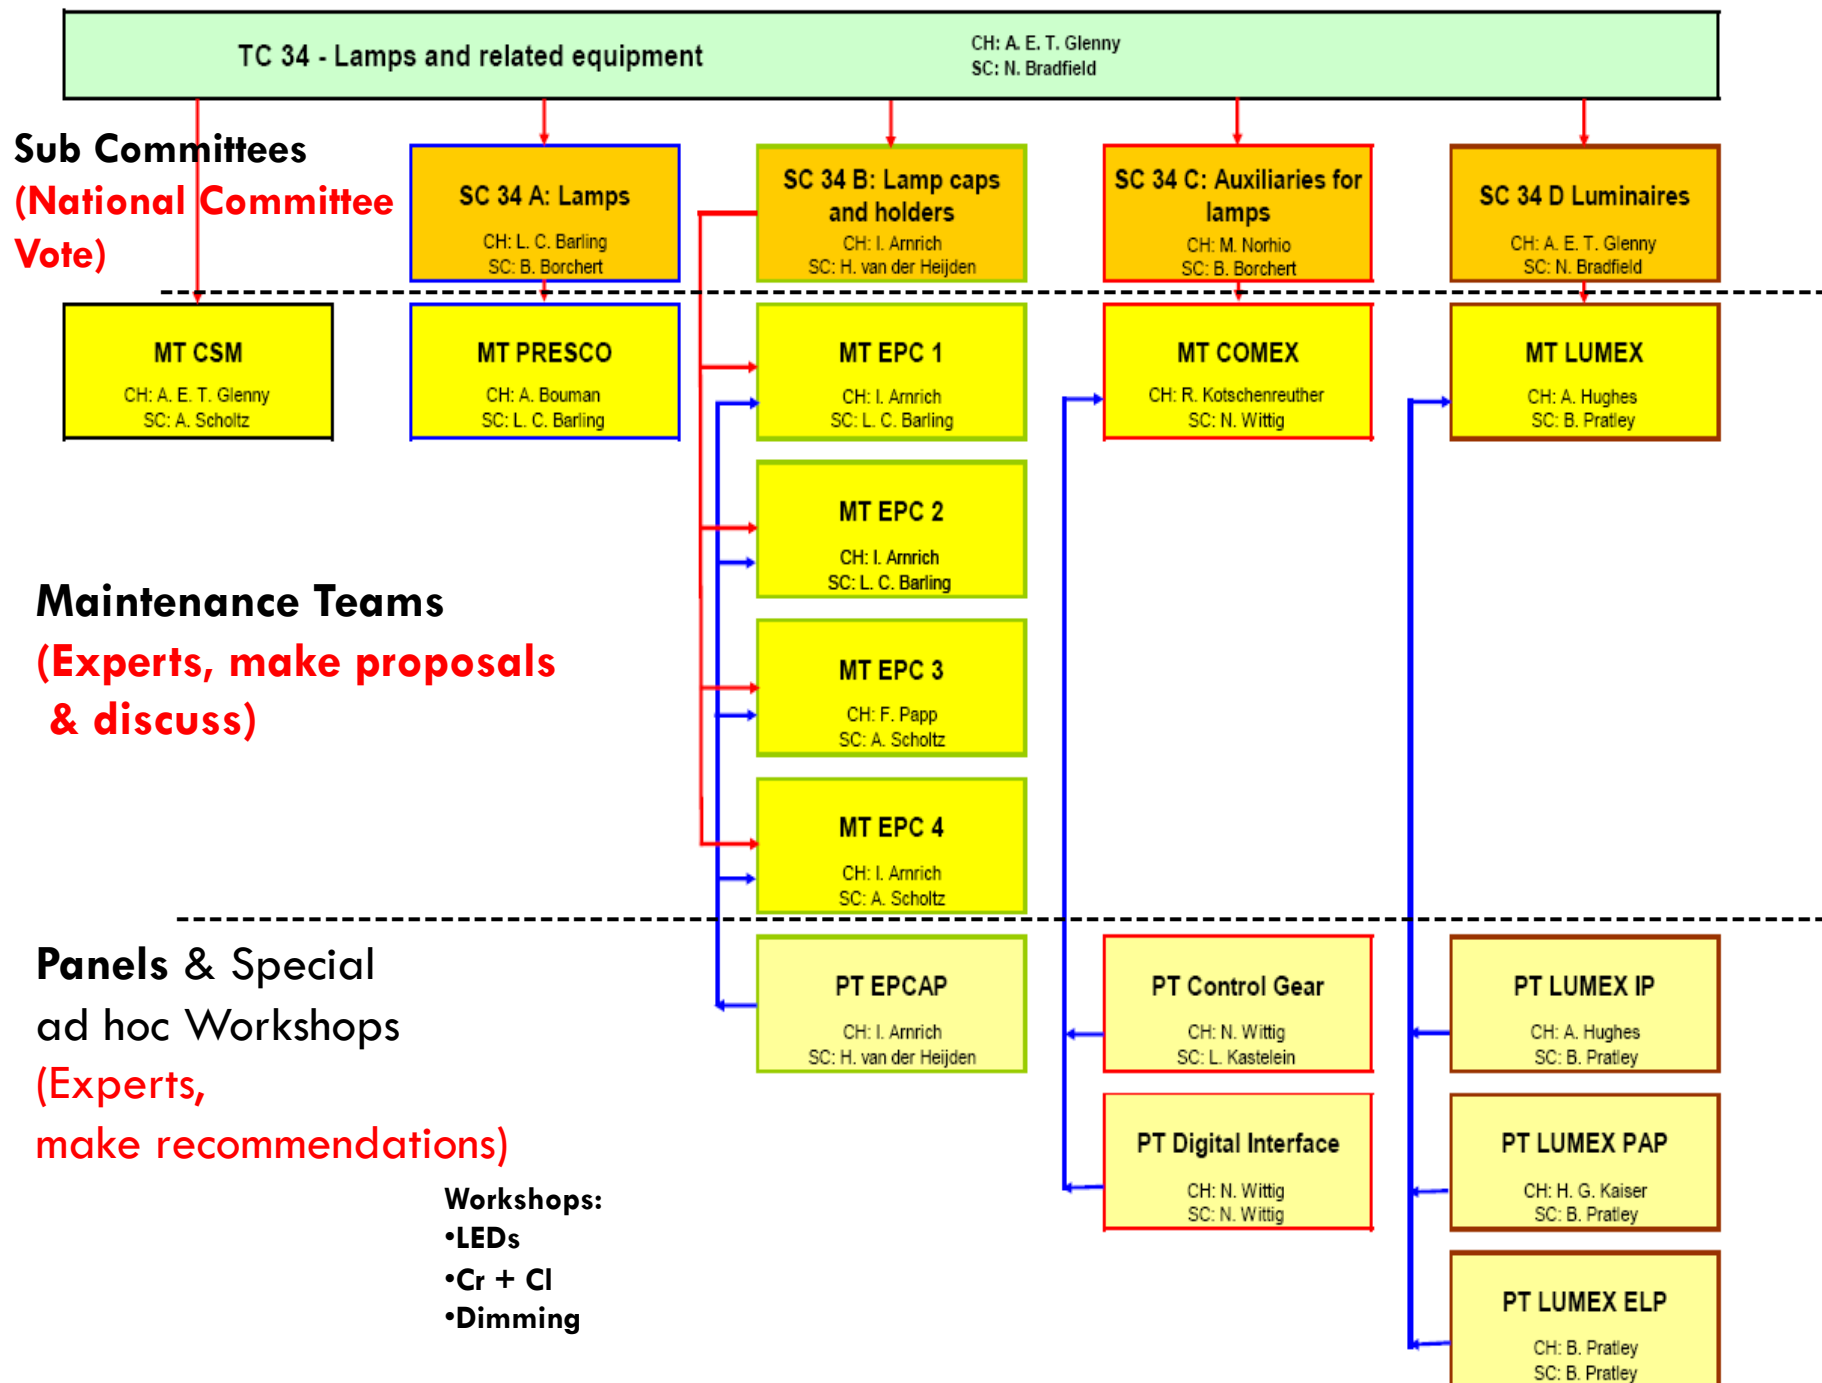 TC 34 - Lamps and related equipment
CH: A. E. T. Glenny
SC: N. Bradfield
Sub Committees
(National Committee
Vote)
SC 34 A: Lamps
CH: L. C. Barling
SC: B. Borchert
SC 34 B: Lamp caps
and holders
CH: I. Arnrich
SC: H. van der Heijden
SC 34 C: Auxiliaries for
lamps
CH: M. Norhio
SC: B. Borchert
SC 34 D Luminaires
CH: A. E. T. Glenny
SC: N. Bradfield
MT CSM
CH: A. E. T. Glenny
SC: A. Scholtz
MT PRESCO
CH: A. Bouman
SC: L. C. Barling
MT EPC 1
CH: I. Arnrich
SC: L. C. Barling
MT COMEX
CH: R. Kotschenreuther
SC: N. Wittig
MT LUMEX
CH: A. Hughes
SC: B. Pratley
MT EPC 2
CH: I. Arnrich
SC: L. C. Barling
Maintenance Teams
(Experts, make proposals
& discuss)
MT EPC 3
CH: F. Papp
SC: A. Scholtz
MT EPC 4
CH: I. Arnrich
SC: A. Scholtz
Panels & Special
ad hoc Workshops
(Experts,
make recommendations)
PT EPCAP
CH: I. Arnrich
SC: H. van der Heijden
PT Control Gear
CH: N. Wittig
SC: L. Kastelein
PT LUMEX IP
CH: A. Hughes
SC: B. Pratley
PT Digital Interface
CH: N. Wittig
SC: N. Wittig
PT LUMEX PAP
CH: H. G. Kaiser
SC: B. Pratley
Workshops:
•LEDs
•Cr + Cl
•Dimming
PT LUMEX ELP
CH: B. Pratley
SC: B. Pratley